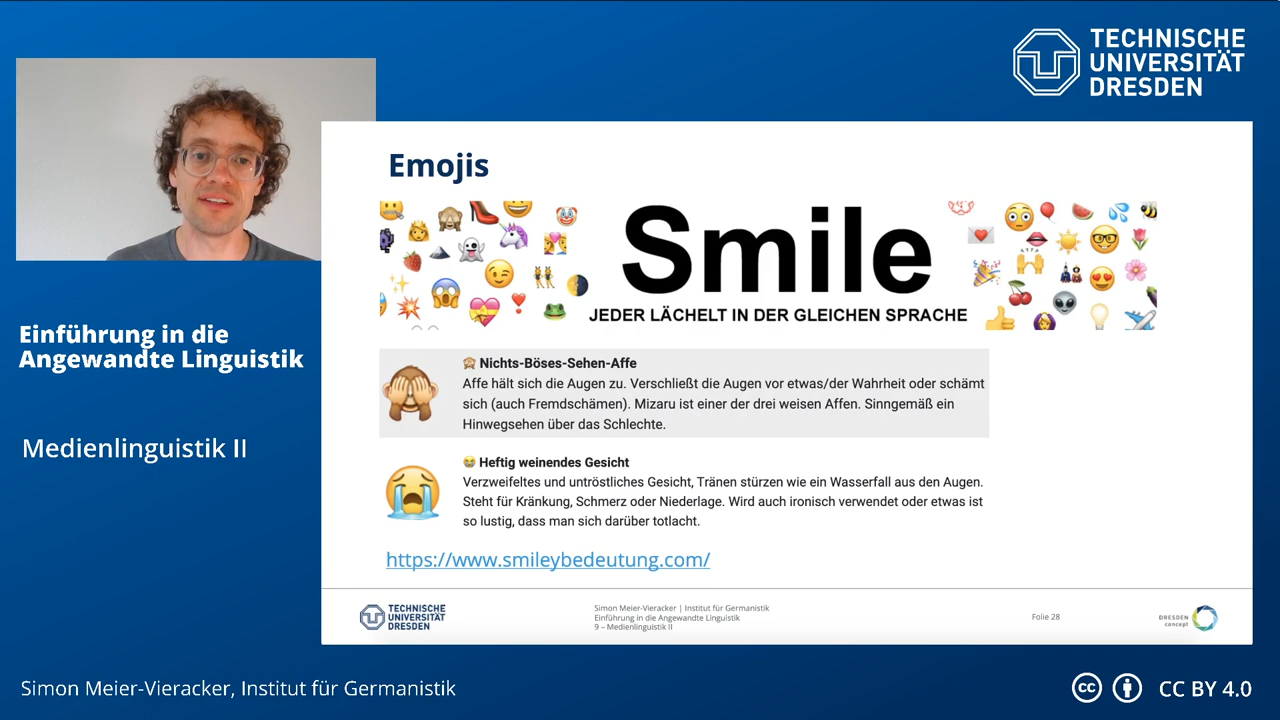 TECHNISCHE
UNIVERSITÄT
DRESDEN
Einführung in die
Angewandte Linguistik
Medienlinguistik II
Emojis
Smile
JEDER LÄCHELT IN DER GLEICHEN SPRACHE
Nichts-Böses-Sehen-Affe
Affe hält sich die Augen zu. Verschließt die Augen vor etwas/der Wahrheit oder schämt
sich (auch Fremdschämen). Mizaru ist einer der drei weisen Affen. Sinngemäß ein
Hinwegsehen über das Schlechte.
Heftig weinendes Gesicht
Verzweifeltes und untröstliches Gesicht, Tränen stürzen wie ein Wasserfall aus den Augen.
Steht für Kränkung, Schmerz oder Niederlage. Wird auch ironisch verwendet oder etwas ist
so lustig, dass man sich darüber totlacht.
https://www.smileybedeutung.com/
TECHNISCHE
UNIVERSITÄT
DRESDEN
Simon Meier-Vieracker | Institut für Germanistik
Einführung in die Angewandte Linguistik
9 – Medienlinguistik II
Folie 28
DRESDEN
concept
Simon Meier-Vieracker, Institut für Germanistik
cc
CC BY 4.0